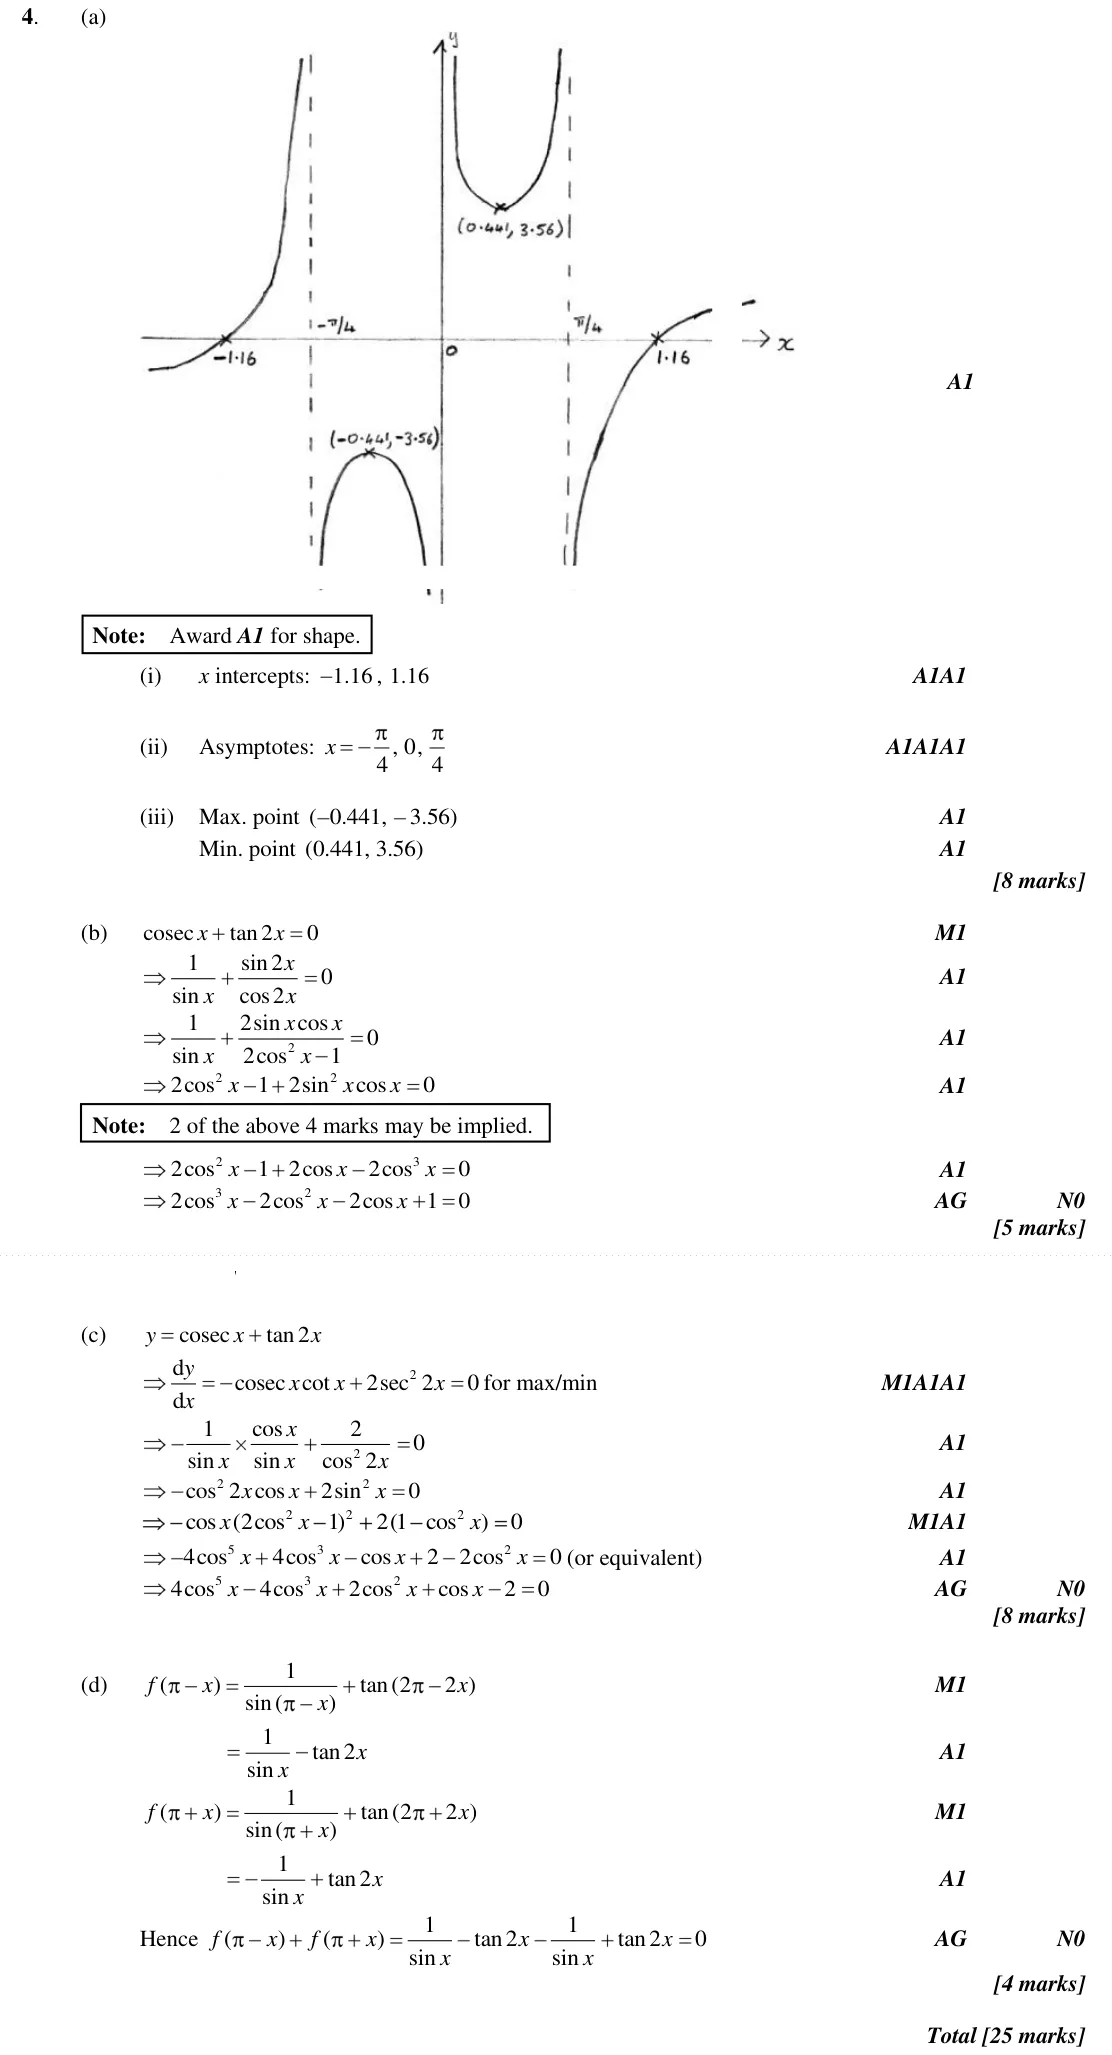 4. (a)
y
(0.441, 3.56)
-π/4
π/4
0
x
-1.16
1.16
A1
(-0.441, -3.56)
Note: Award A1 for shape.
(i) x intercepts: –1.16, 1.16 A1A1
(ii) Asymptotes: x = −π/4, 0, π/4 A1A1A1
(iii) Max. point (–0.441, –3.56) A1
Min. point (0.441, 3.56) A1
[8 marks]
(b) cosec x + tan 2x = 0 M1
⇒ 1/sin x + sin 2x/cos 2x = 0 A1
⇒ 1/sin x + 2 sin x cos x/(2cos² x − 1) = 0 A1
⇒ 2cos² x − 1 + 2sin² x cos x = 0 A1
Note: 2 of the above 4 marks may be implied.
⇒ 2cos² x − 1 + 2cos x − 2cos³ x = 0 A1
⇒ 2cos³ x − 2cos² x − 2cos x + 1 = 0 AG N0
[5 marks]
(c) y = cosec x + tan 2x
⇒ dy/dx = −cosec x cot x + 2sec² 2x = 0 for max/min M1A1A1
⇒ −1/sin x × cos x/sin x + 2/cos² 2x = 0 A1
⇒ −cos² 2x cos x + 2sin² x = 0 A1
⇒ −cos x(2cos² x − 1)² + 2(1 − cos² x) = 0 M1A1
⇒ −4cos⁵ x + 4cos³ x − cos x + 2 − 2cos² x = 0 (or equivalent) A1
⇒ 4cos⁵ x − 4cos³ x + 2cos² x + cos x − 2 = 0 AG N0
[8 marks]
(d) f(π − x) = 1/sin(π − x) + tan(2π − 2x) M1
= 1/sin x − tan 2x A1
f(π + x) = 1/sin(π + x) + tan(2π + 2x) M1
= −1/sin x + tan 2x A1
Hence f(π − x) + f(π + x) = 1/sin x − tan 2x − 1/sin x + tan 2x = 0 AG N0
[4 marks]
Total [25 marks]